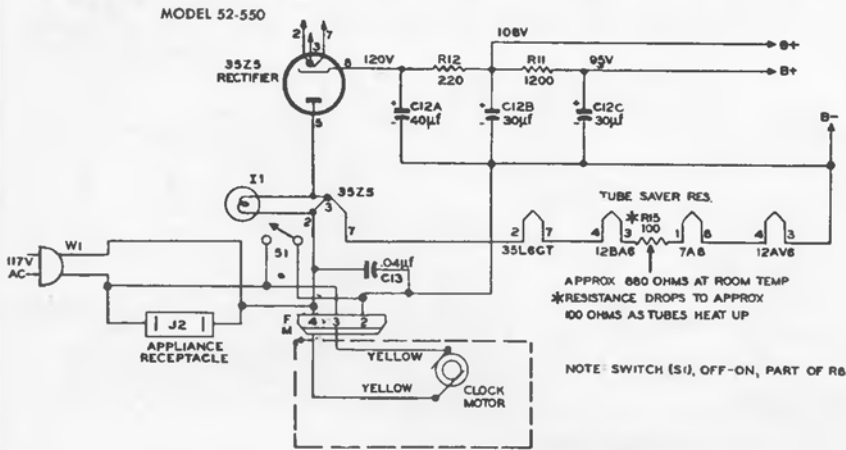 MODEL 52-550
2 3 7
35Z5
RECTIFIER
8 120V
R12
220
108V
R11
1200
95V
B+
B+
B-
C12A
40µf
C12B
30µf
C12C
30µf
5
I1
35Z5
3
2
7
TUBE SAVER RES.
*R15
100
2 7
35L6GT
4 3
12BA6
1 8
7A8
4 3
12AV6
117V
AC
W1
S1
.04µf
C13
APPROX 880 OHMS AT ROOM TEMP
*RESISTANCE DROPS TO APPROX
100 OHMS AS TUBES HEAT UP
J2
APPLIANCE
RECEPTACLE
F
M
4 3 2
YELLOW
YELLOW
CLOCK
MOTOR
NOTE: SWITCH (S1), OFF-ON, PART OF R8